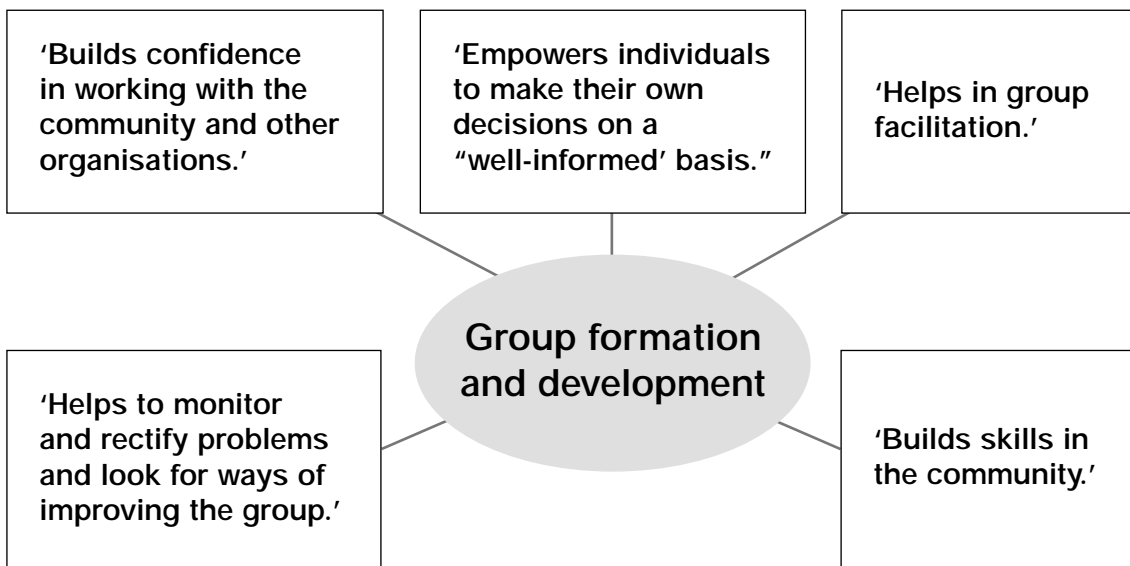 ‘Builds confidence
in working with the
community and other
organisations.’
‘Empowers individuals
to make their own
decisions on a
“well-informed’ basis.”
‘Helps in group
facilitation.’
Group formation
and development
‘Helps to monitor
and rectify problems
and look for ways of
improving the group.’
‘Builds skills in
the community.’